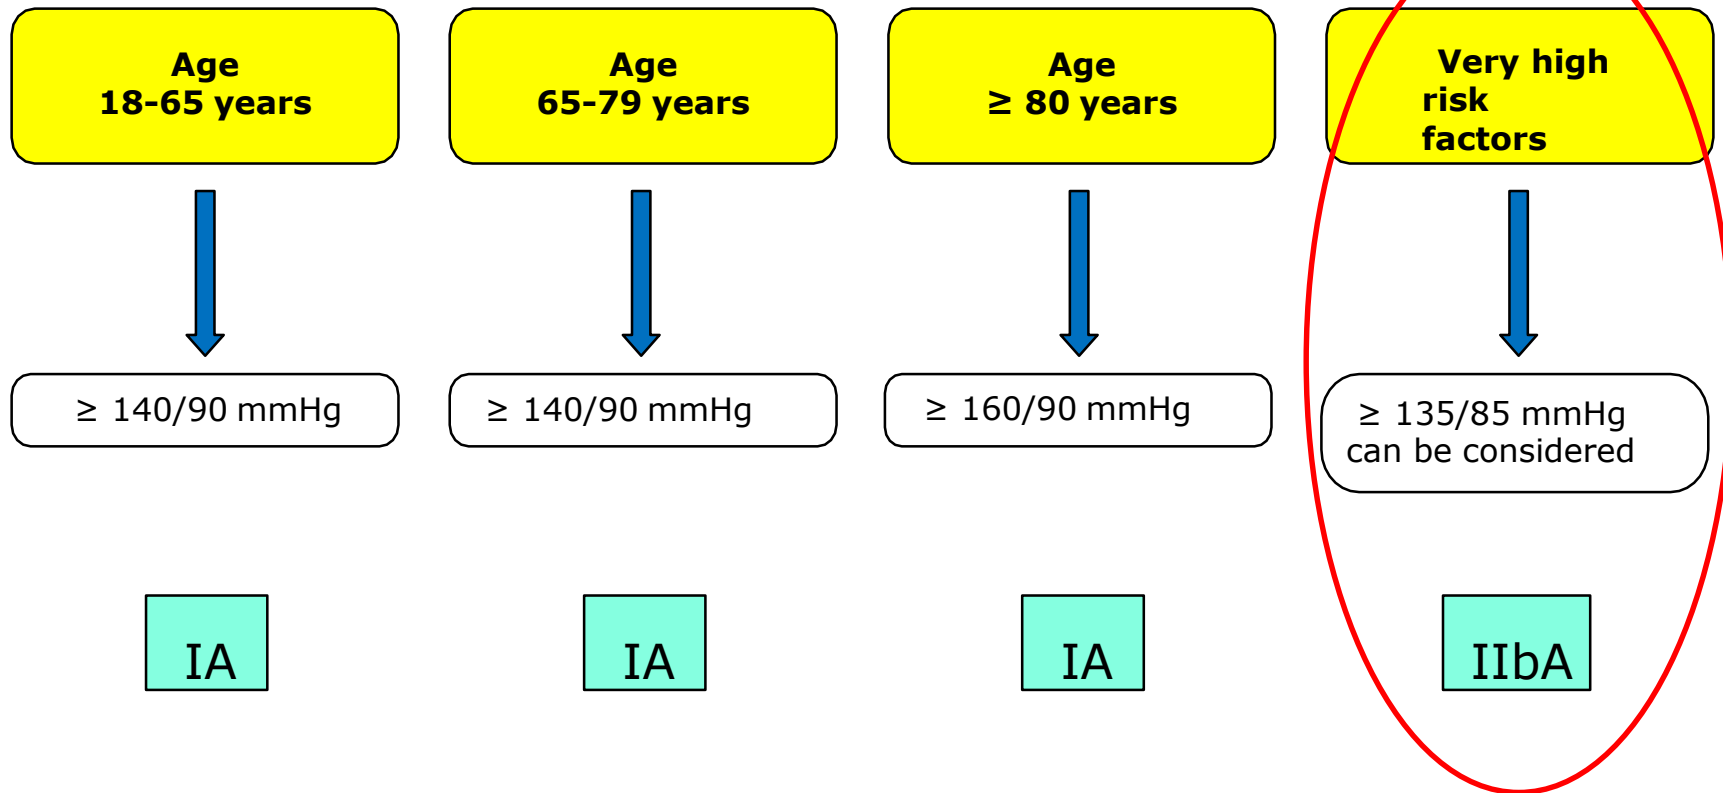 Age
18-65 years
Age
65-79 years
Age
≥ 80 years
Very high
risk
factors
≥ 140/90 mmHg
≥ 140/90 mmHg
≥ 160/90 mmHg
≥ 135/85 mmHg
can be considered
IA
IA
IA
IIbA